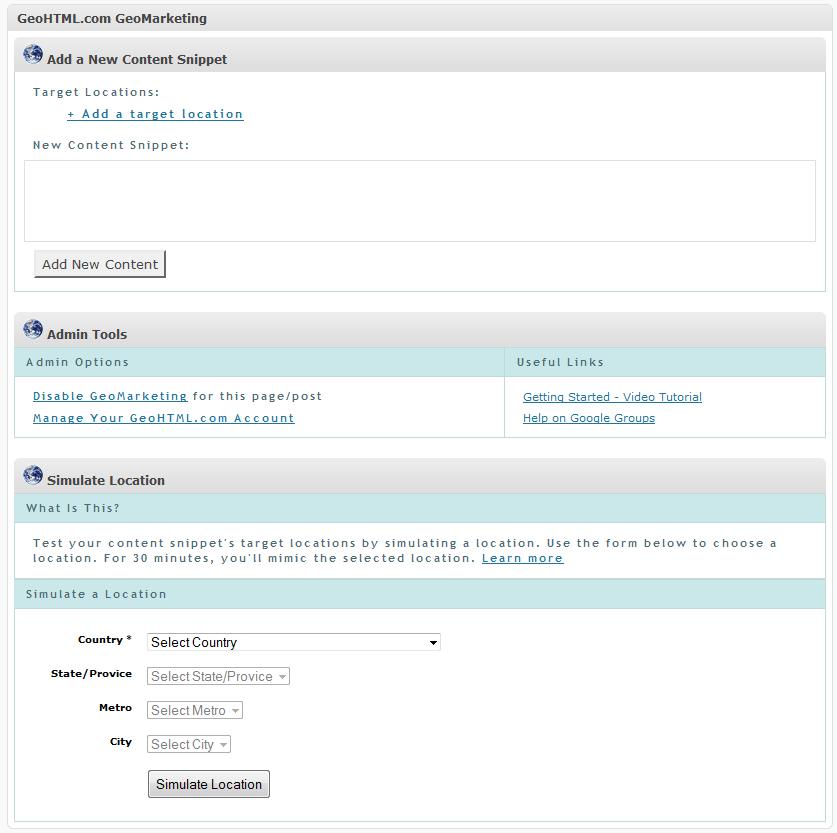 GeoHTML.com GeoMarketing
Add a New Content Snippet
Target Locations:
+ Add a target location
New Content Snippet:
Add New Content
Admin Tools
Admin Options
Useful Links
Disable GeoMarketing for this page/post
Getting Started - Video Tutorial
Manage Your GeoHTML.com Account
Help on Google Groups
Simulate Location
What Is This?
Test your content snippet's target locations by simulating a location. Use the form below to choose a
location. For 30 minutes, you'll mimic the selected location. Learn more
Simulate a Location
Country * Select Country
State/Provice Select State/Provice
Metro Select Metro
City Select City
Simulate Location